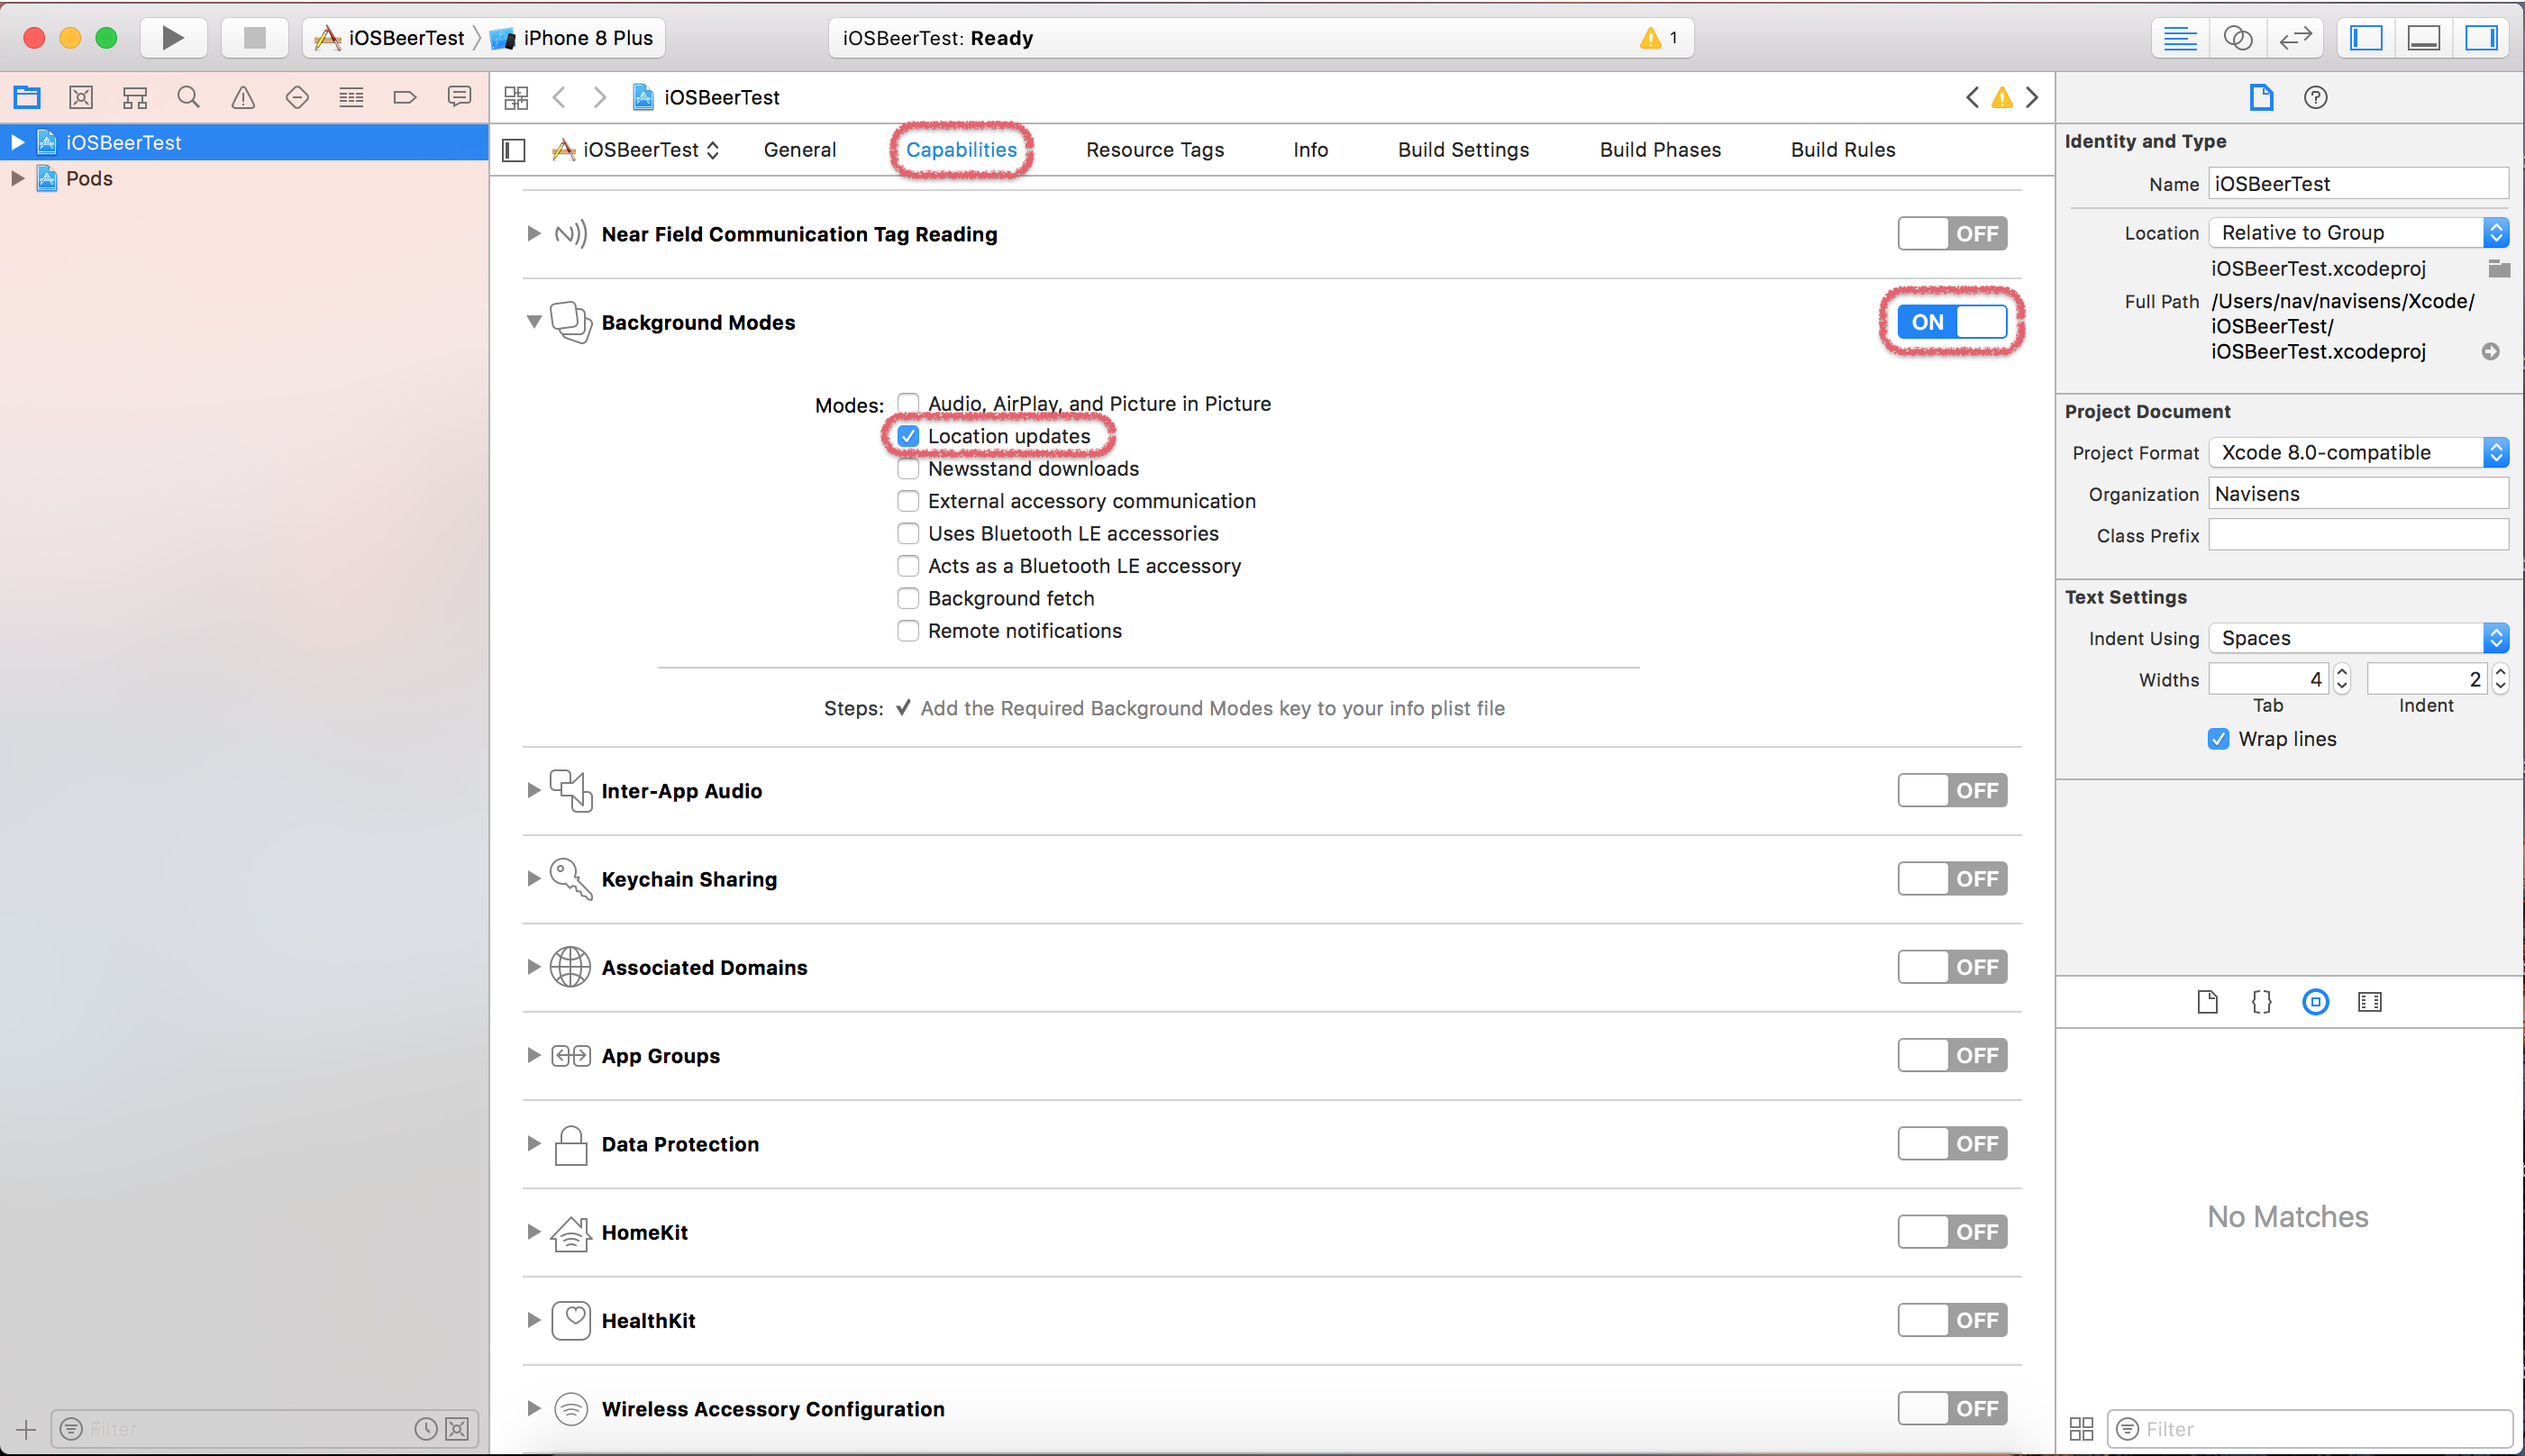 iOSBeerTest
iPhone 8 Plus
iOSBeerTest: Ready
1
iOSBeerTest
Pods
iOSBeerTest
iOSBeerTest
General
Capabilities
Resource Tags
Info
Build Settings
Build Phases
Build Rules
Near Field Communication Tag Reading
OFF
Background Modes
ON
Modes:
Audio, AirPlay, and Picture in Picture
Location updates
Newsstand downloads
External accessory communication
Uses Bluetooth LE accessories
Acts as a Bluetooth LE accessory
Background fetch
Remote notifications
Steps: ✓ Add the Required Background Modes key to your info plist file
Inter-App Audio
OFF
Keychain Sharing
OFF
Associated Domains
OFF
App Groups
OFF
Data Protection
OFF
HomeKit
OFF
HealthKit
OFF
Wireless Accessory Configuration
OFF
Filter
Identity and Type
Name iOSBeerTest
Location Relative to Group
iOSBeerTest.xcodeproj
Full Path /Users/nav/navisens/Xcode/
iOSBeerTest/
iOSBeerTest.xcodeproj
Project Document
Project Format Xcode 8.0-compatible
Organization Navisens
Class Prefix
Text Settings
Indent Using Spaces
Widths 4 2
Tab Indent
Wrap lines
No Matches
Filter